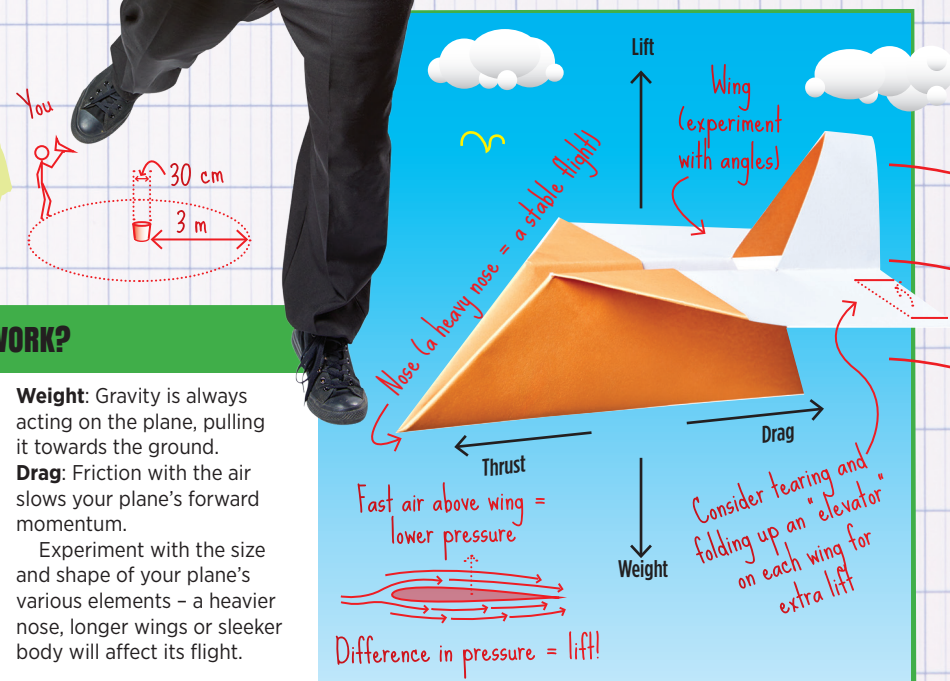 You
30 cm
3 m
WORK?
Weight: Gravity is always
acting on the plane, pulling
it towards the ground.
Drag: Friction with the air
slows your plane's forward
momentum.
Experiment with the size
and shape of your plane's
various elements – a heavier
nose, longer wings or sleeker
body will affect its flight.
Lift
Wing
(experiment
with angles)
Nose (a heavy nose = a stable flight)
Thrust
Drag
Weight
Fast air above wing =
lower pressure
Difference in pressure = lift!
Consider tearing and
folding up an "elevator"
on each wing for
extra lift